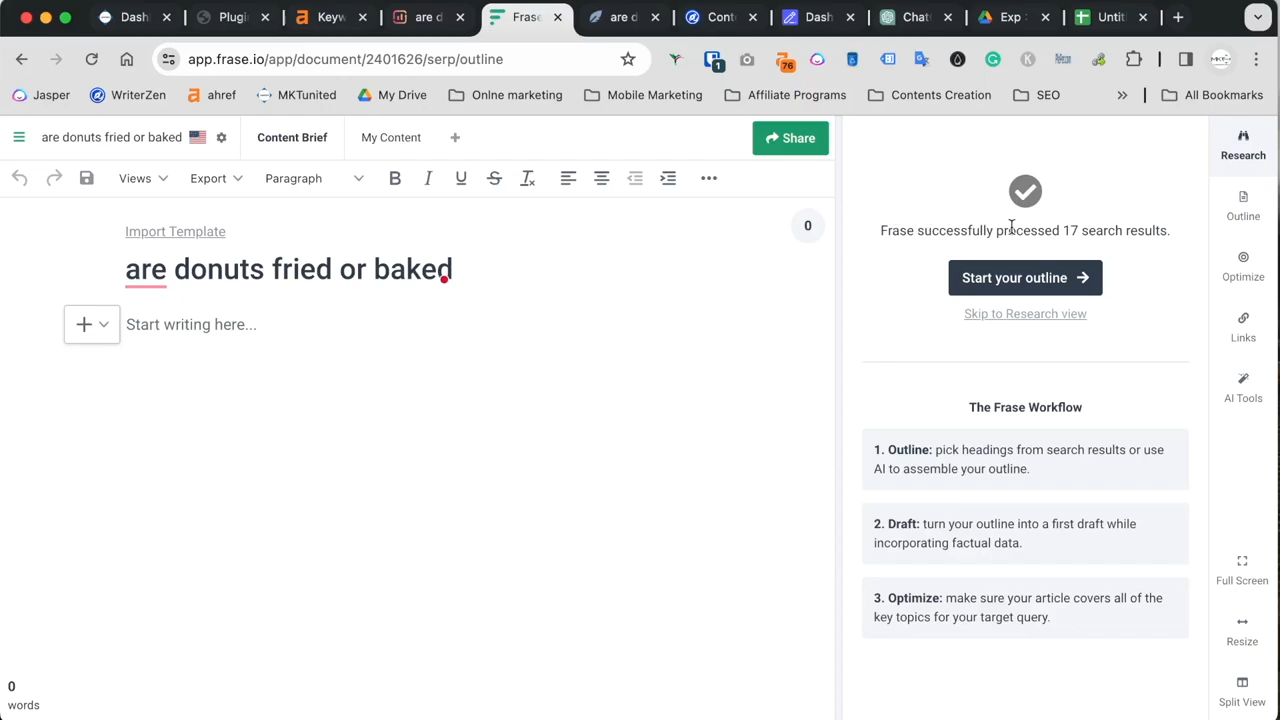 Dash
Plugin
Keyw
are d
Frase
are d
Cont
Dash
Chat
Exp
Untit
app.frase.io/app/document/2401626/serp/outline
1
76
Jasper
WriterZen
ahref
MKTunited
My Drive
Onlne marketing
Mobile Marketing
Affiliate Programs
Contents Creation
SEO
All Bookmarks
are donuts fried or baked
Content Brief
My Content
Share
Views
Export
Paragraph
B I U S
Import Template
0
are donuts fried or baked
Start writing here...
0
words
Frase successfully processed 17 search results.
Start your outline
Skip to Research view
The Frase Workflow
1. Outline: pick headings from search results or use
AI to assemble your outline.
2. Draft: turn your outline into a first draft while
incorporating factual data.
3. Optimize: make sure your article covers all of the
key topics for your target query.
Research
Outline
Optimize
Links
AI Tools
Full Screen
Resize
Split View